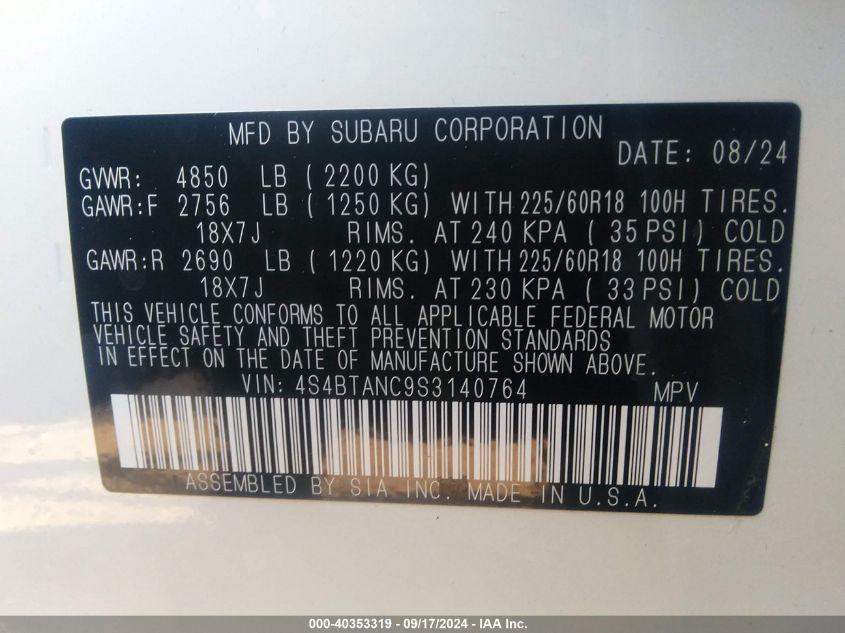 MFD BY SUBARU CORPORATION
DATE: 08/24
GVWR: 4850 LB ( 2200 KG)
GAWR:F 2756 LB ( 1250 KG) WITH 225/60R18 100H TIRES.
18X7J RIMS. AT 240 KPA ( 35 PSI) COLD
GAWR:R 2690 LB ( 1220 KG) WITH 225/60R18 100H TIRES.
18X7J RIMS. AT 230 KPA ( 33 PSI) COLD
THIS VEHICLE CONFORMS TO ALL APPLICABLE FEDERAL MOTOR
VEHICLE SAFETY AND THEFT PREVENTION STANDARDS
IN EFFECT ON THE DATE OF MANUFACTURE SHOWN ABOVE.
VIN: 4S4BTANC9S3140764 MPV
ASSEMBLED BY SIA INC. MADE IN U.S.A.
000-40353319 - 09/17/2024 - IAA Inc.